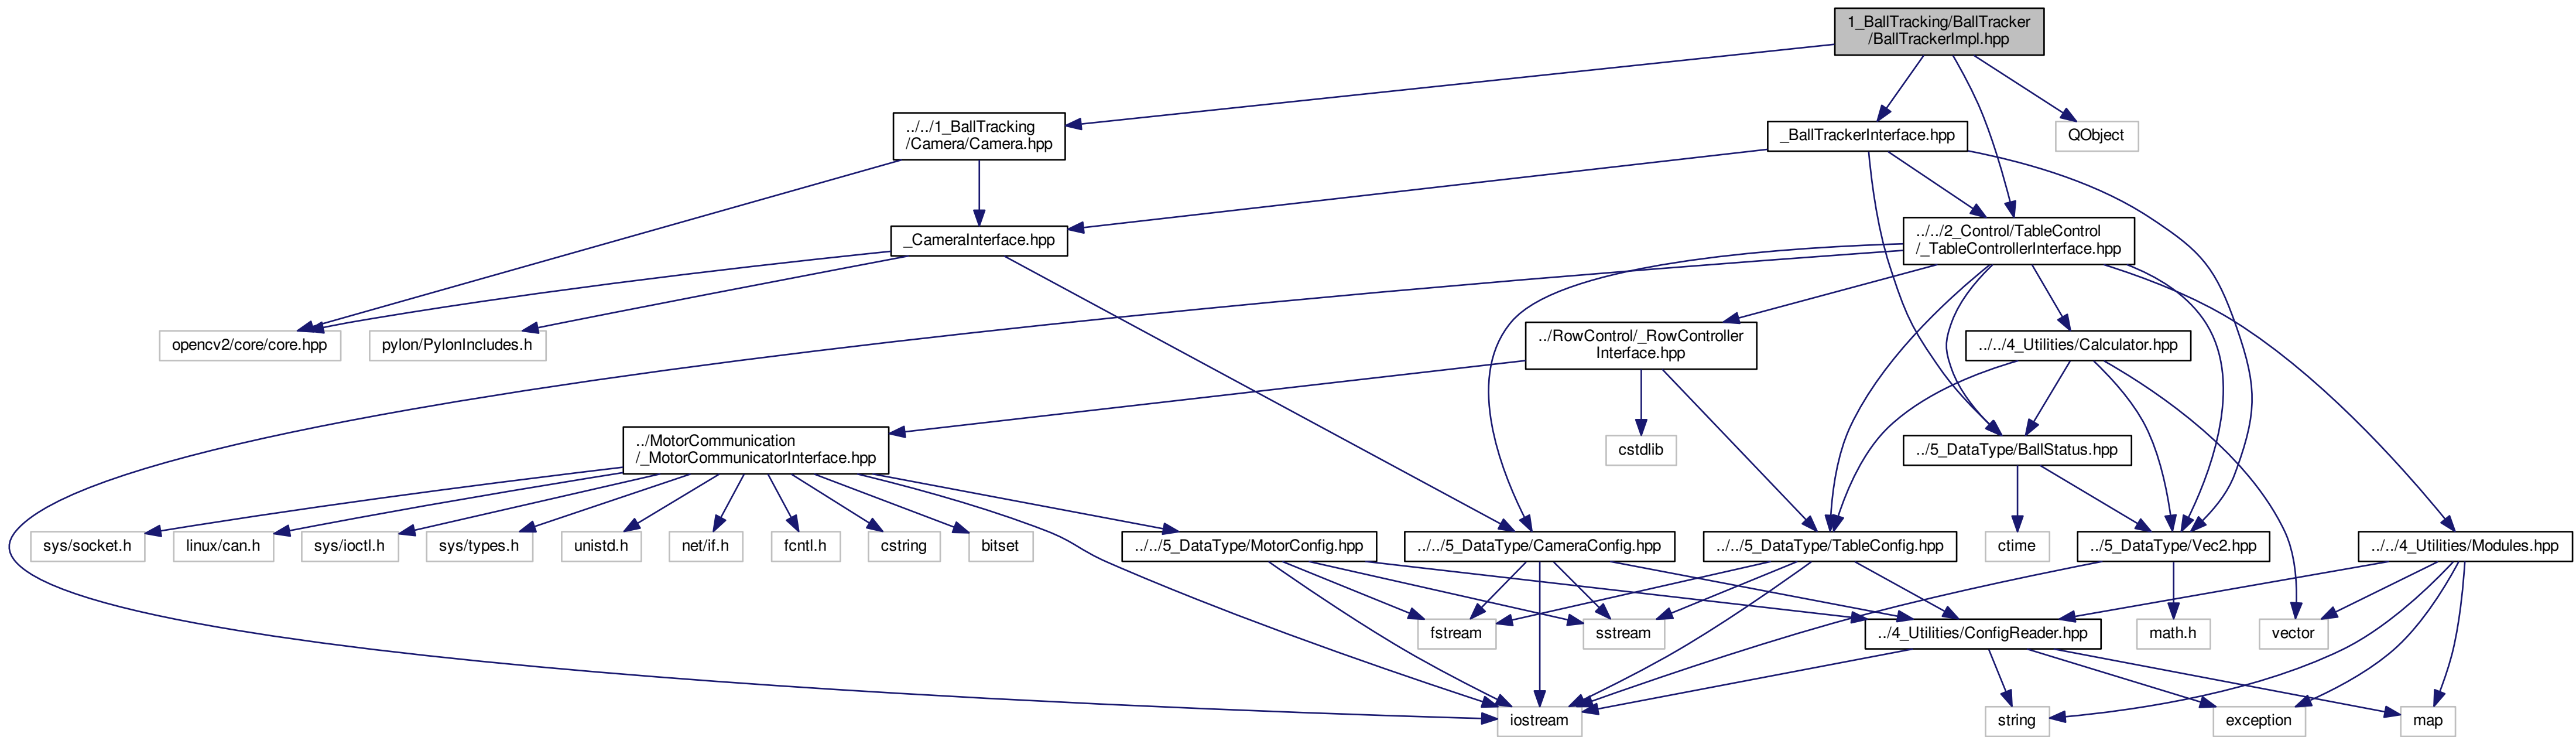 1_BallTracking/BallTracker
/BallTrackerImpl.hpp
../../1_BallTracking
/Camera/Camera.hpp
_BallTrackerInterface.hpp
QObject
_CameraInterface.hpp
../../2_Control/TableControl
/_TableControllerInterface.hpp
opencv2/core/core.hpp
pylon/PylonIncludes.h
../RowControl/_RowController
Interface.hpp
../../4_Utilities/Calculator.hpp
../MotorCommunication
/_MotorCommunicatorInterface.hpp
cstdlib
../5_DataType/BallStatus.hpp
sys/socket.h
linux/can.h
sys/ioctl.h
sys/types.h
unistd.h
net/if.h
fcntl.h
cstring
bitset
../../5_DataType/MotorConfig.hpp
../../5_DataType/CameraConfig.hpp
../../5_DataType/TableConfig.hpp
ctime
../5_DataType/Vec2.hpp
../../4_Utilities/Modules.hpp
fstream
sstream
../4_Utilities/ConfigReader.hpp
math.h
vector
iostream
string
exception
map